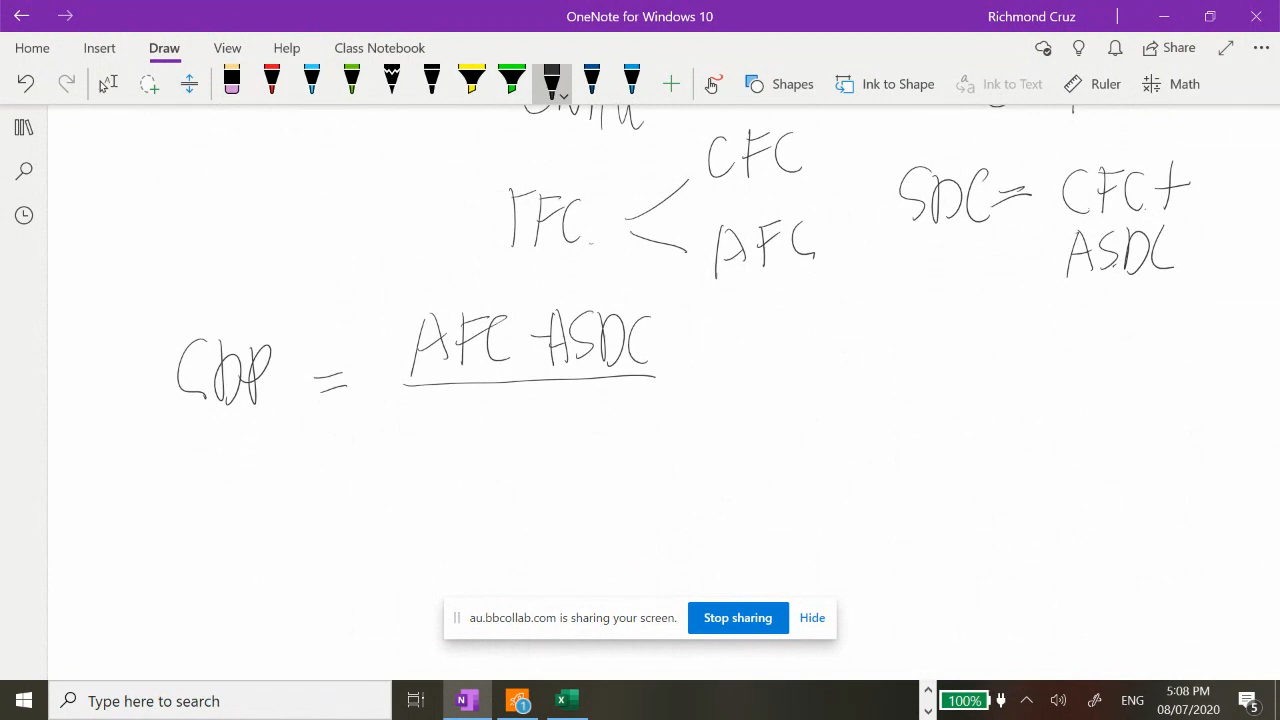 OneNote for Windows 10
Richmond Cruz
Home Insert Draw View Help Class Notebook Share
Shapes Ink to Shape Ink to Text Ruler Math
CFC
TFC
AFC
SDC = CFC +
ASDC
AFC - ASDC
SDP =
au.bbcollab.com is sharing your screen. Stop sharing Hide
Type here to search
1
100%
ENG
5:08 PM
08/07/2020
5